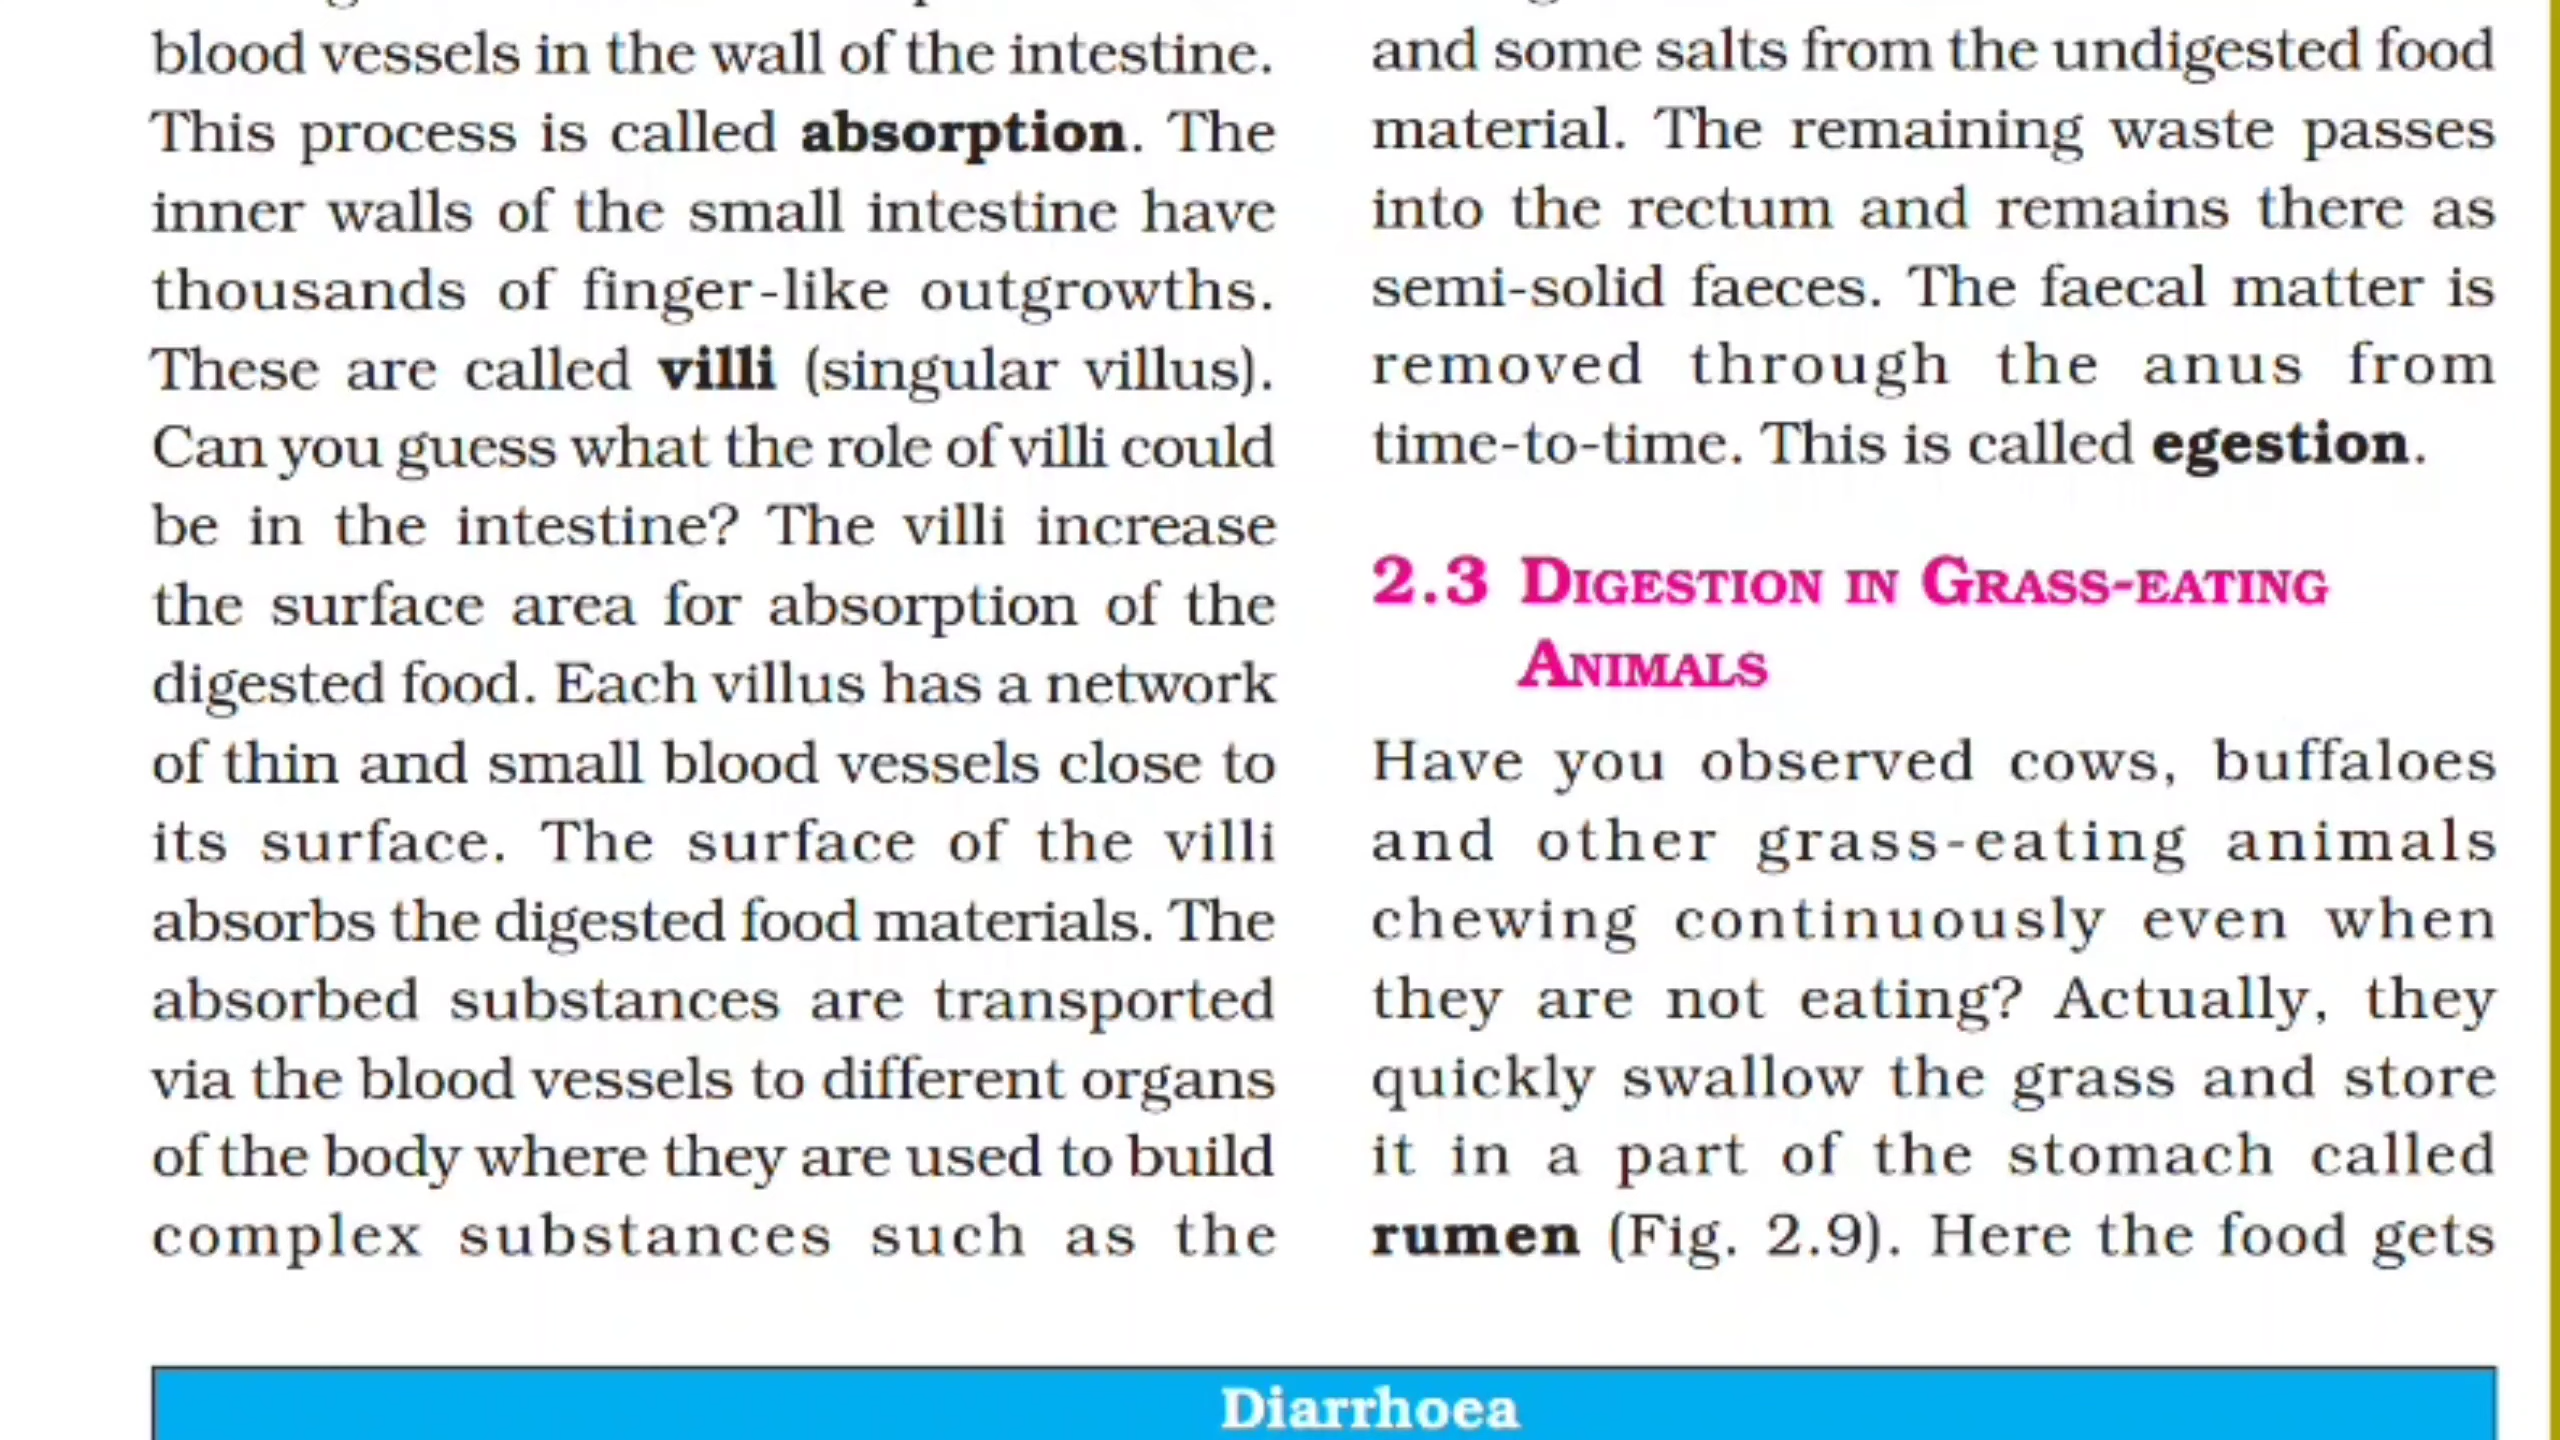 blood vessels in the wall of the intestine.
This process is called absorption. The
inner walls of the small intestine have
thousands of finger-like outgrowths.
These are called villi (singular villus).
Can you guess what the role of villi could
be in the intestine? The villi increase
the surface area for absorption of the
digested food. Each villus has a network
of thin and small blood vessels close to
its surface. The surface of the villi
absorbs the digested food materials. The
absorbed substances are transported
via the blood vessels to different organs
of the body where they are used to build
complex substances such as the
and some salts from the undigested food
material. The remaining waste passes
into the rectum and remains there as
semi-solid faeces. The faecal matter is
removed through the anus from
time-to-time. This is called egestion.
2.3 DIGESTION IN GRASS-EATING
ANIMALS
Have you observed cows, buffaloes
and other grass-eating animals
chewing continuously even when
they are not eating? Actually, they
quickly swallow the grass and store
it in a part of the stomach called
rumen (Fig. 2.9). Here the food gets
Diarrhoea